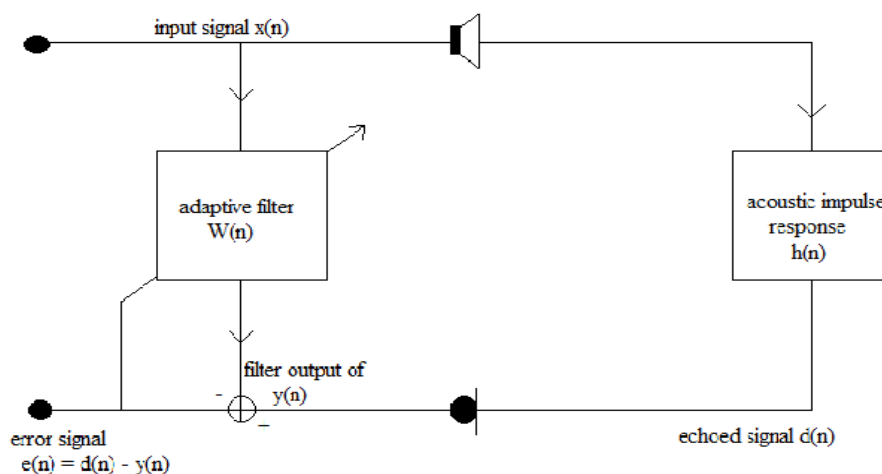 input signal x(n)
adaptive filter
W(n)
acoustic impulse
response
h(n)
filter output of
y(n)
-
-
echoed signal d(n)
error signal
e(n) = d(n) - y(n)